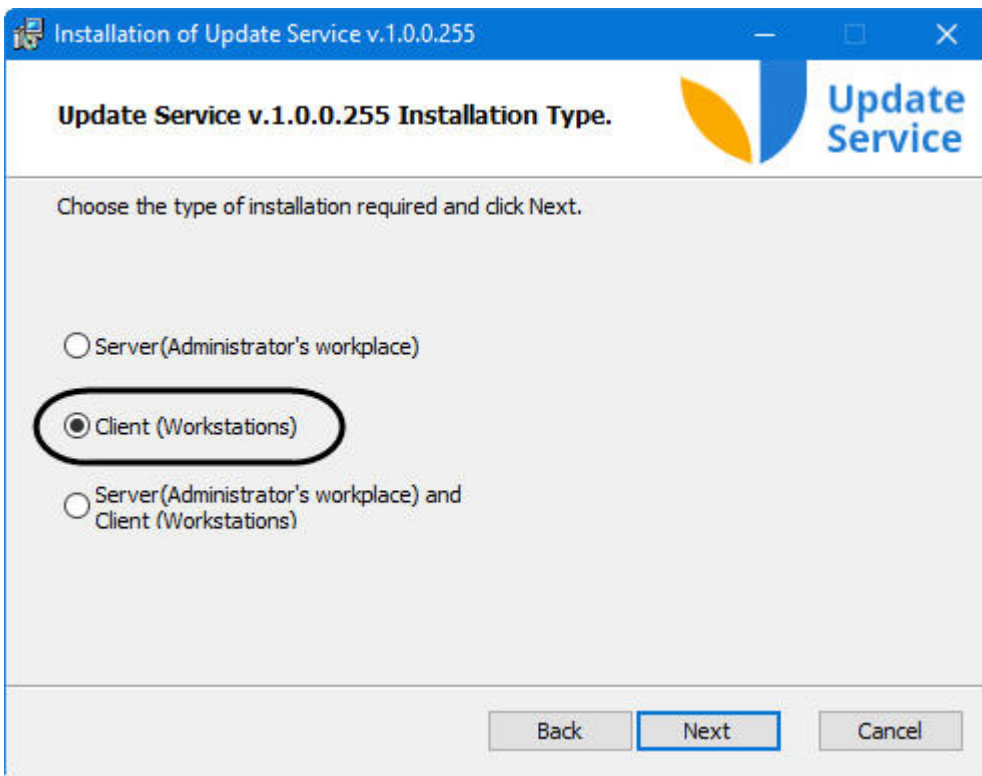 Installation of Update Service v.1.0.0.255
Update Service v.1.0.0.255 Installation Type.
Update
Service
Choose the type of installation required and click Next.
Server(Administrator's workplace)
Client (Workstations)
Server(Administrator's workplace) and
Client (Workstations)
Back
Next
Cancel